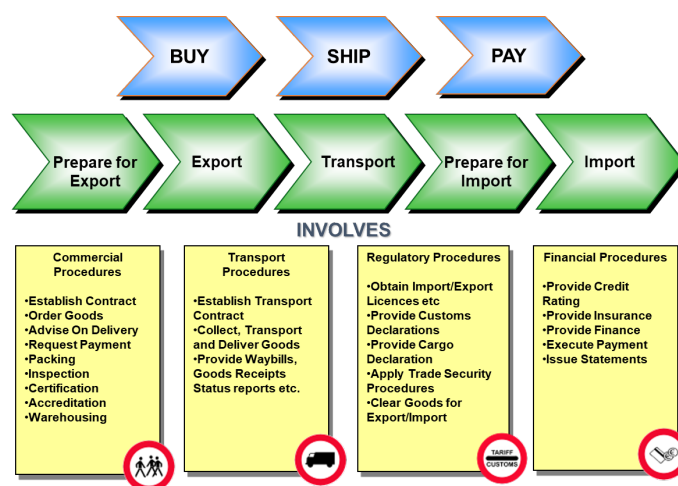 BUY
SHIP
PAY
Prepare for
Export
Export
Transport
Prepare for
Import
Import
INVOLVES
Commercial
Procedures
•Establish Contract
•Order Goods
•Advise On Delivery
•Request Payment
•Packing
•Inspection
•Certification
•Accreditation
•Warehousing
Transport
Procedures
•Establish Transport
Contract
•Collect, Transport
and Deliver Goods
•Provide Waybills,
Goods Receipts
Status reports etc.
Regulatory Procedures
•Obtain Import/Export
Licences etc
•Provide Customs
Declarations
•Provide Cargo
Declaration
•Apply Trade Security
Procedures
•Clear Goods for
Export/Import
TARIFF
CUSTOMS
Financial Procedures
•Provide Credit
Rating
•Provide Insurance
•Provide Finance
•Execute Payment
•Issue Statements